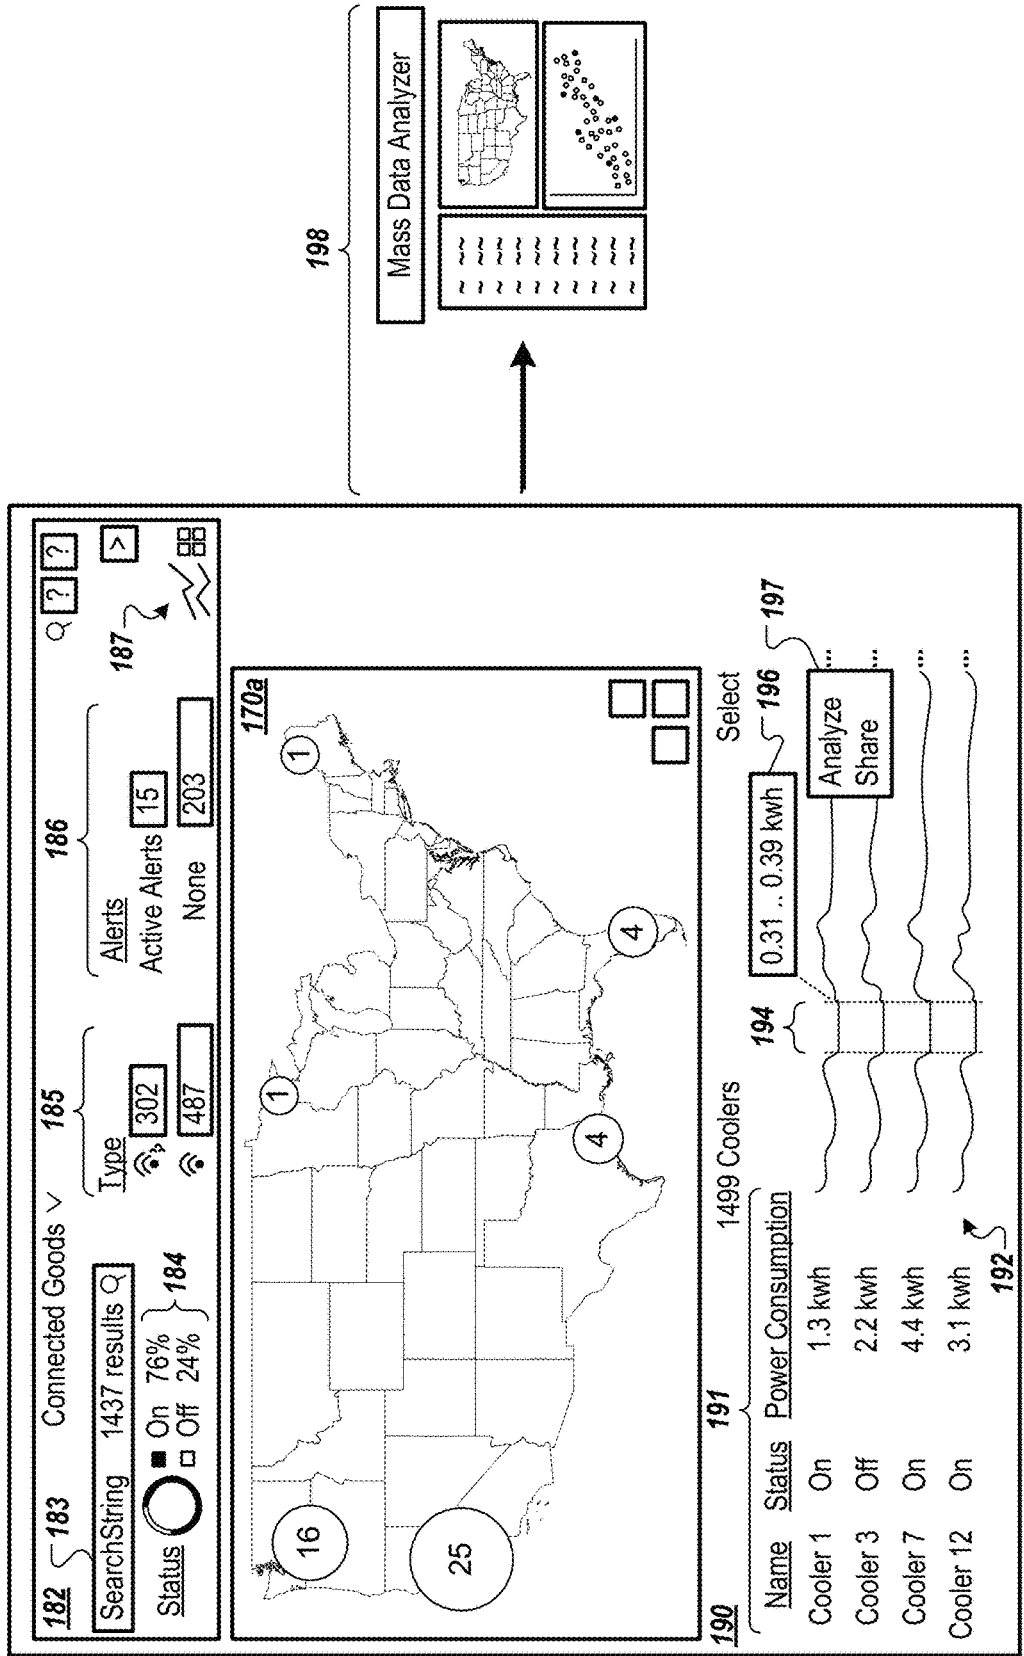 182
183
Connected Goods
185
186
SearchString 1437 results
Type
Alerts
? ?
Status
On 76%
Off 24%
184
302
487
Active Alerts 15
None 203
>
187
170a
16
25
1
1
4
4
190
191
1499 Coolers
Select
Name Status Power Consumption
194
0.31 .. 0.39 kwh
196
197
Cooler 1 On 1.3 kwh
Cooler 3 Off 2.2 kwh
Cooler 7 On 4.4 kwh
Cooler 12 On 3.1 kwh
Analyze
Share
192
198
Mass Data Analyzer